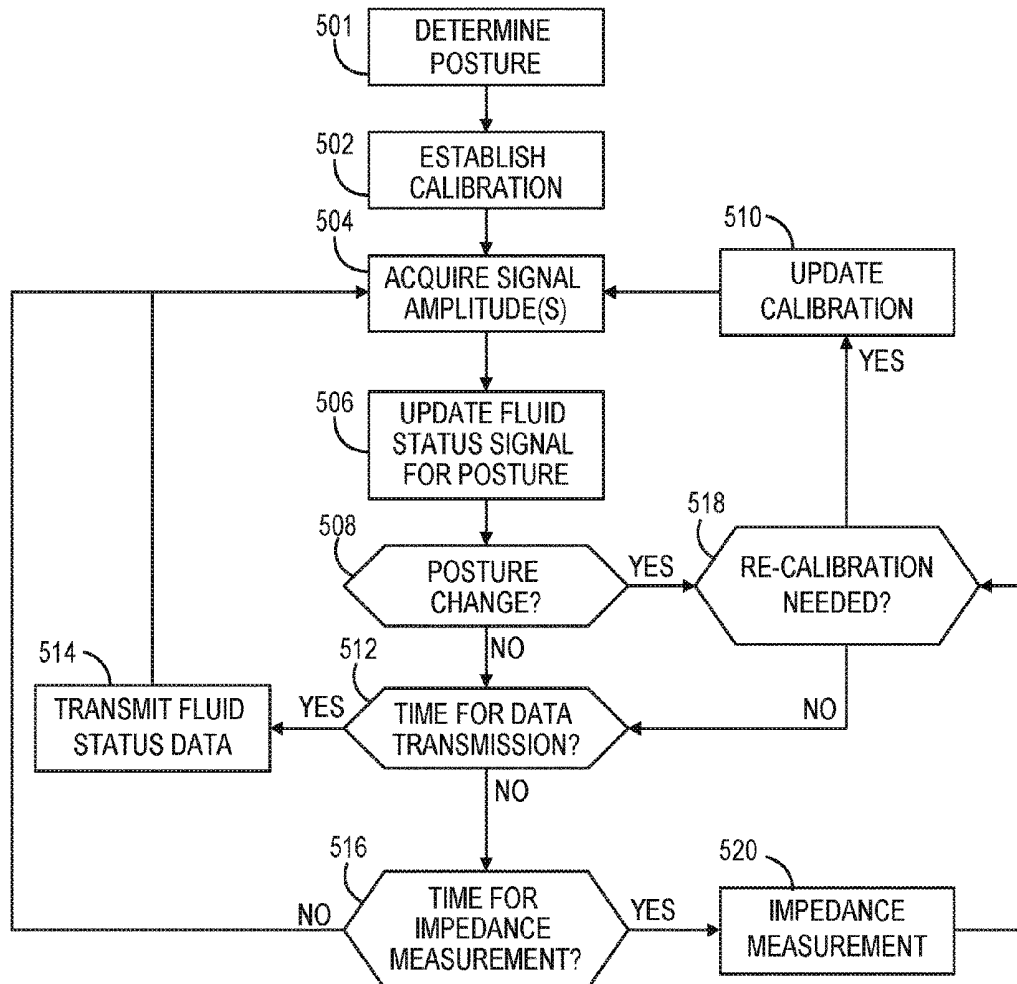 501
DETERMINE
POSTURE
502
ESTABLISH
CALIBRATION
504
ACQUIRE SIGNAL
AMPLITUDE(S)
510
UPDATE
CALIBRATION
YES
506
UPDATE FLUID
STATUS SIGNAL
FOR POSTURE
508
POSTURE
CHANGE?
YES
518
RE-CALIBRATION
NEEDED?
NO
NO
512
TIME FOR DATA
TRANSMISSION?
YES
514
TRANSMIT FLUID
STATUS DATA
NO
516
TIME FOR
IMPEDANCE
MEASUREMENT?
NO
YES
520
IMPEDANCE
MEASUREMENT